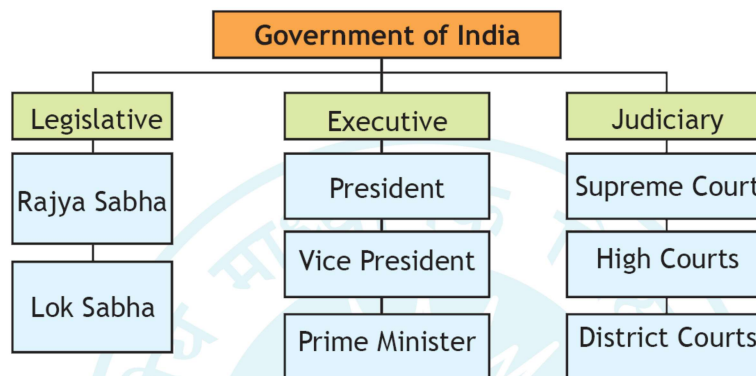 Government of India
Legislative
Executive
Judiciary
Rajya Sabha
President
Supreme Court
Vice President
High Courts
Lok Sabha
Prime Minister
District Courts